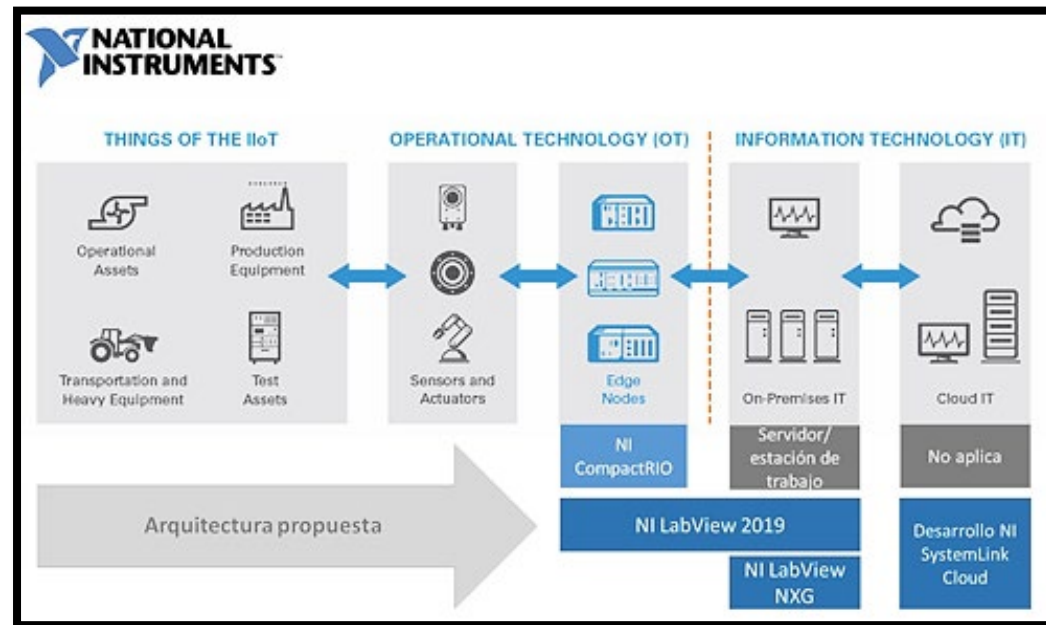 NATIONAL
INSTRUMENTS™
THINGS OF THE IIoT
OPERATIONAL TECHNOLOGY (OT)
INFORMATION TECHNOLOGY (IT)
Operational
Assets
Production
Equipment
Transportation and
Heavy Equipment
Test
Assets
Sensors and
Actuators
Edge
Nodes
On-Premises IT
Cloud IT
NI
CompactRIO
Servidor/
estación de
trabajo
No aplica
Arquitectura propuesta
NI LabView 2019
NI LabView
NXG
Desarrollo NI
SystemLink
Cloud